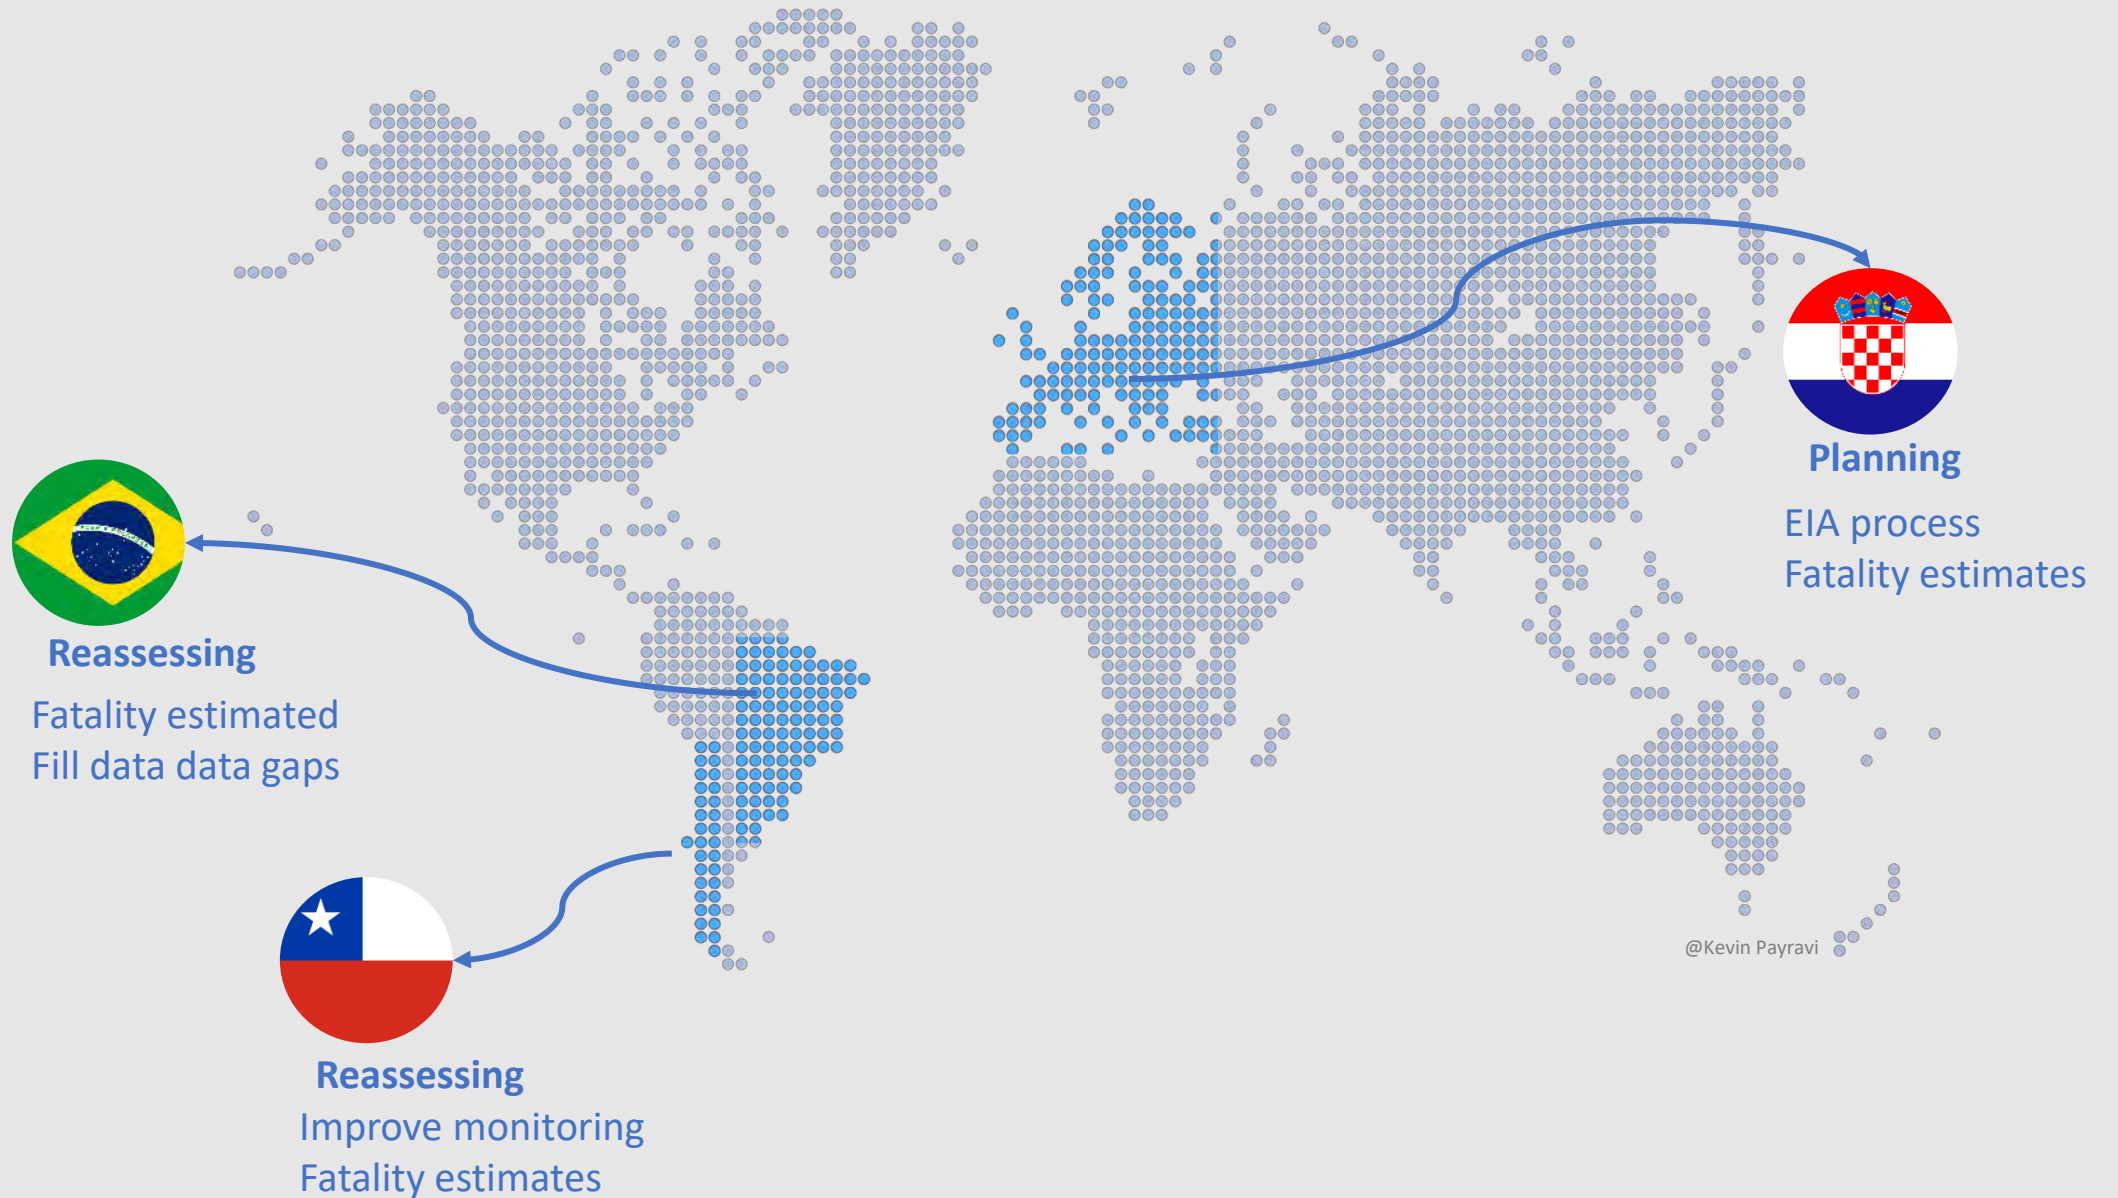 Planning
EIA process
Fatality estimates
Reassessing
Fatality estimated
Fill data data gaps
@Kevin Payravi
Reassessing
Improve monitoring
Fatality estimates